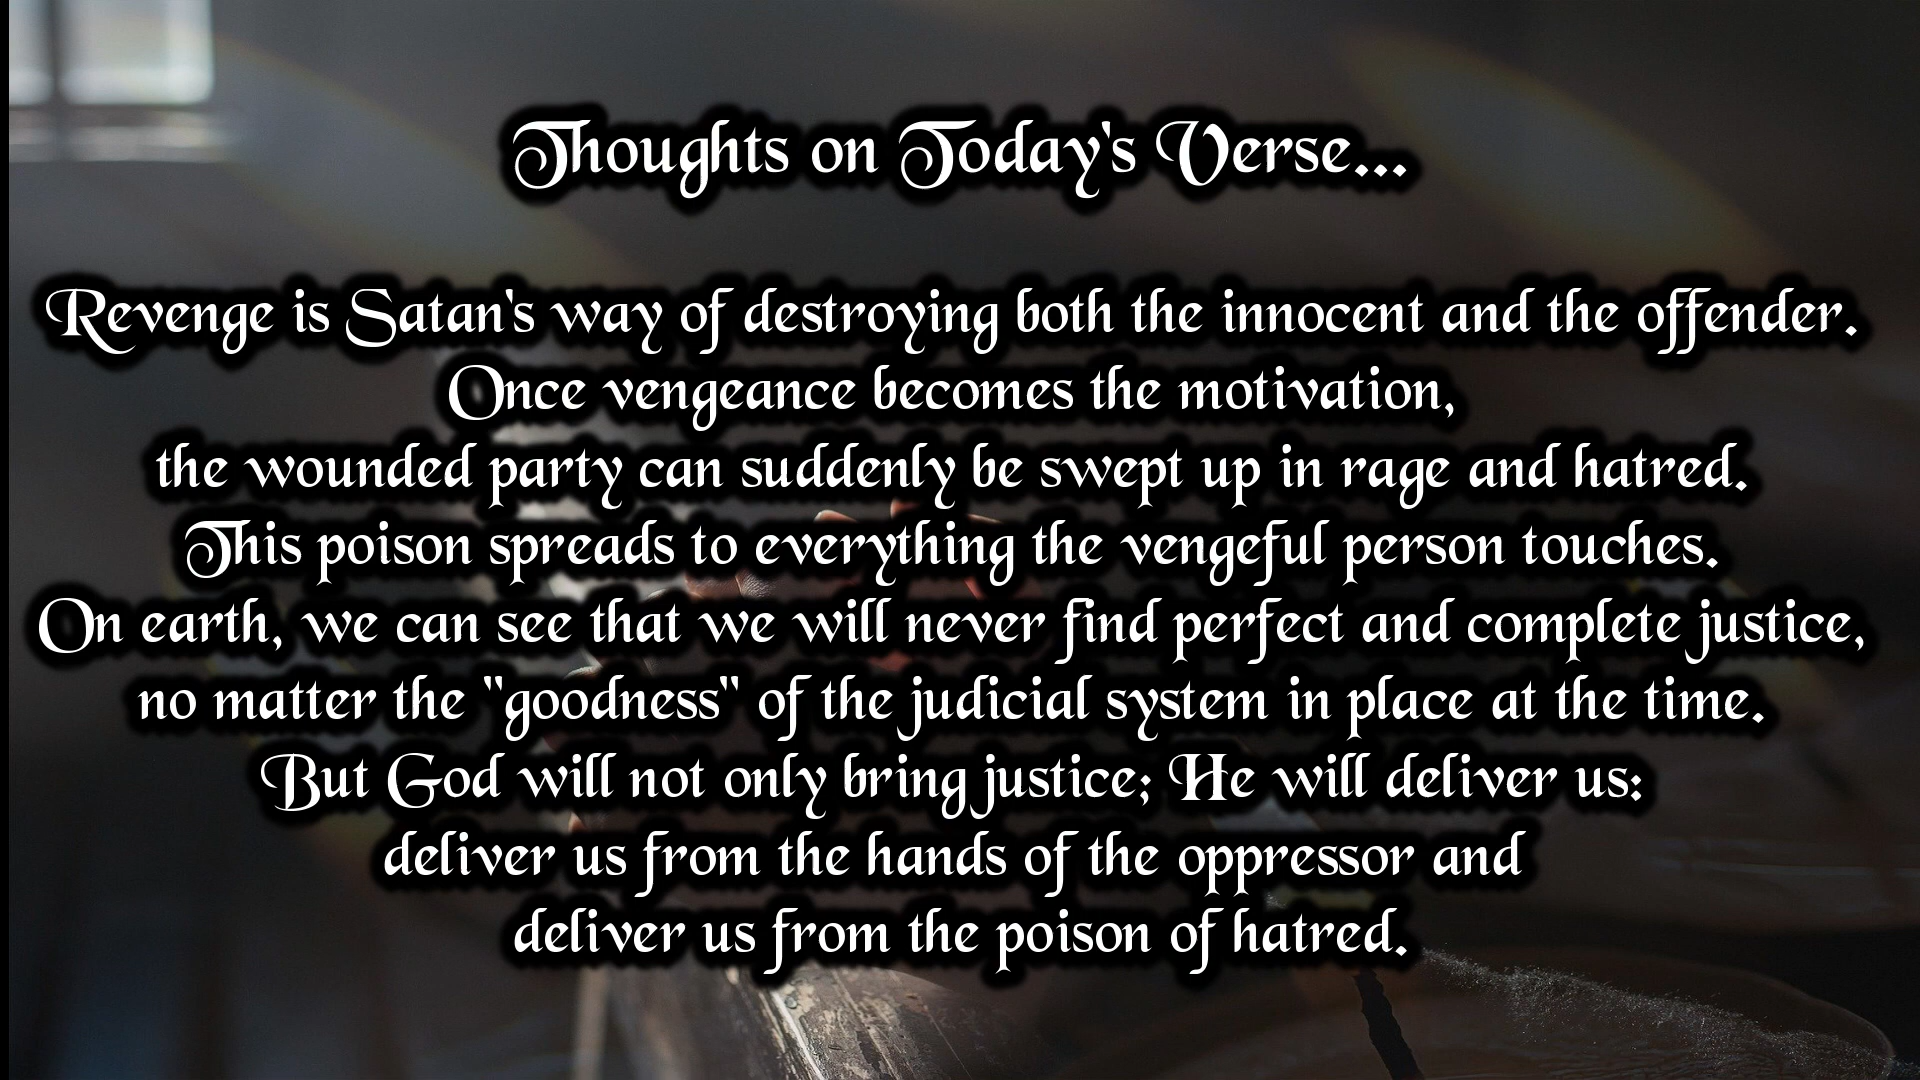 Thoughts on Today's Verse...
Revenge is Satan's way of destroying both the innocent and the offender.
Once vengeance becomes the motivation,
the wounded party can suddenly be swept up in rage and hatred.
This poison spreads to everything the vengeful person touches.
On earth, we can see that we will never find perfect and complete justice,
no matter the "goodness" of the judicial system in place at the time.
But God will not only bring justice; He will deliver us:
deliver us from the hands of the oppressor and
deliver us from the poison of hatred.